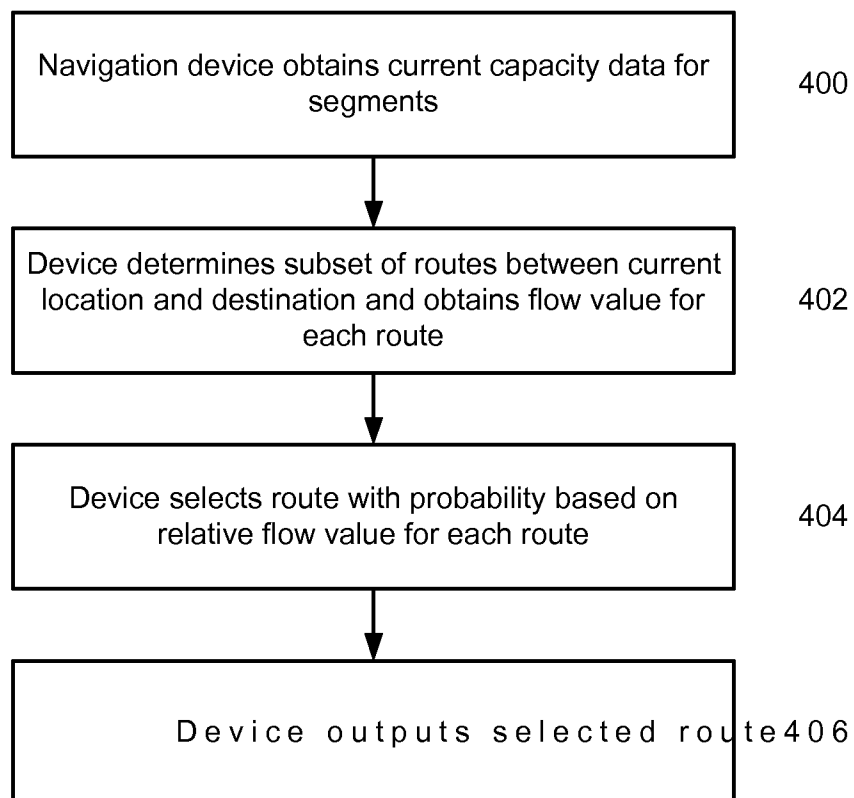 Navigation device obtains current capacity data for
segments
400
Device determines subset of routes between current
location and destination and obtains flow value for
each route
402
Device selects route with probability based on
relative flow value for each route
404
Device outputs selected route406